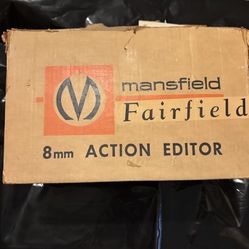 M
mansfield
Fairfield
8mm ACTION EDITOR